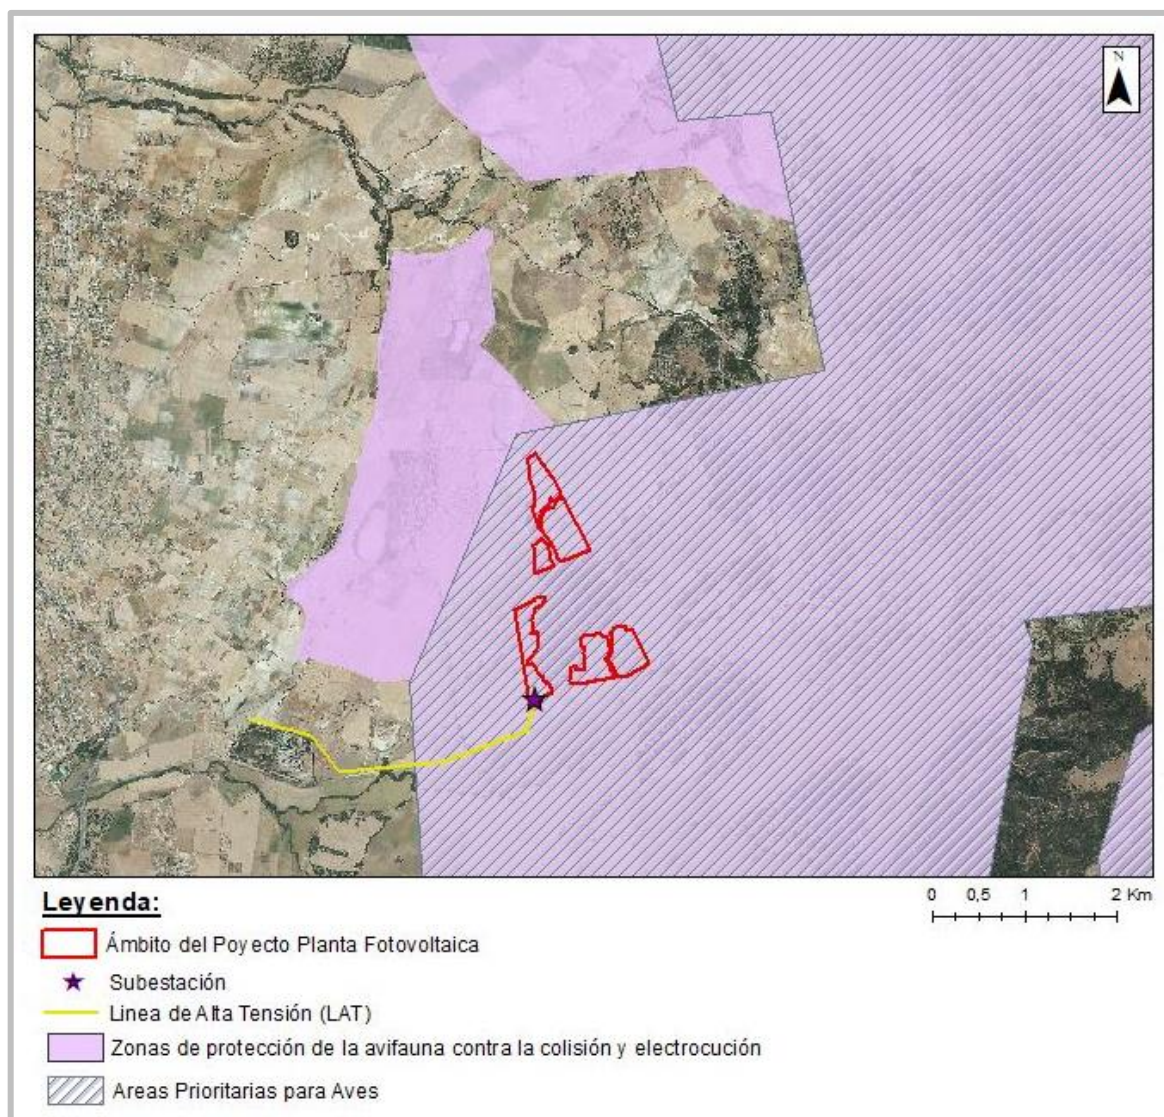 N
Leyenda:
0 0,5 1 2 Km
Ámbito del Poyecto Planta Fotovoltaica
Subestación
Linea de Alta Tensión (LAT)
Zonas de protección de la avifauna contra la colisión y electrocución
Areas Prioritarias para Aves